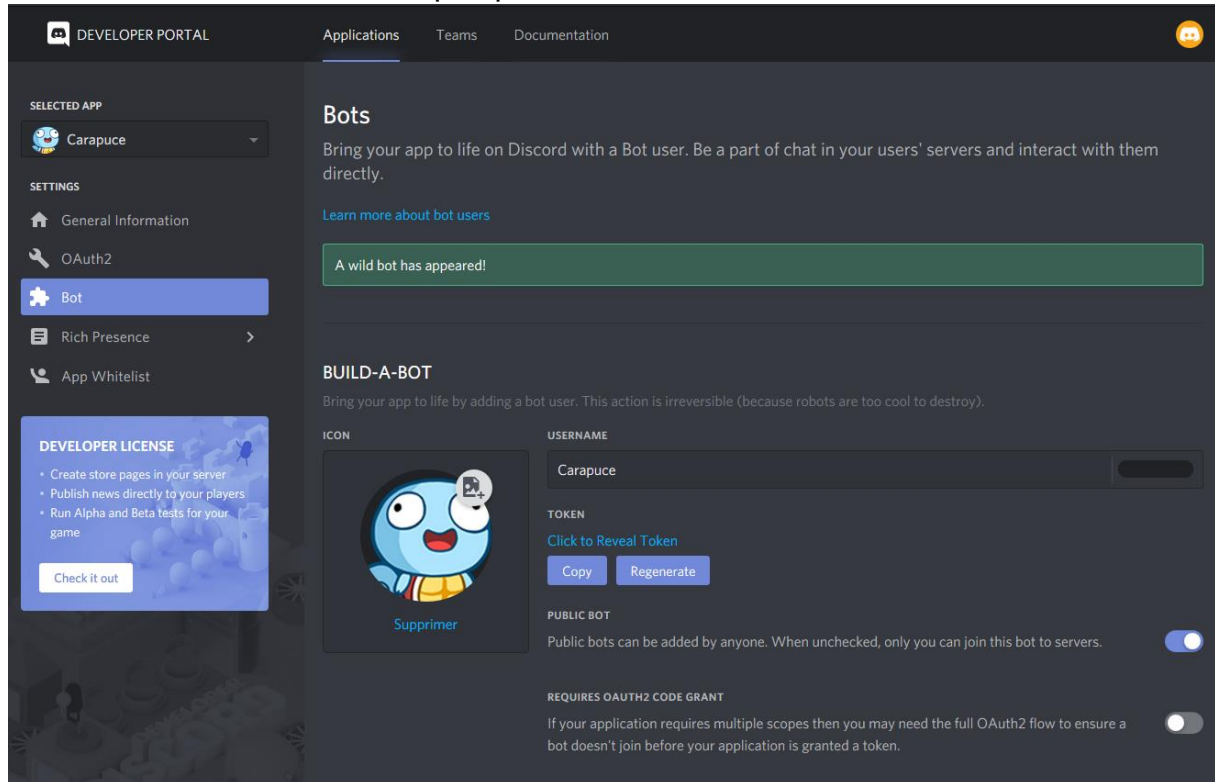 DEVELOPER PORTAL
Applications
Teams
Documentation
SELECTED APP
Carapuce
SETTINGS
General Information
OAuth2
Bot
Rich Presence
App Whitelist
DEVELOPER LICENSE
• Create store pages in your server
• Publish news directly to your players
• Run Alpha and Beta tests for your
game
Check it out
Bots
Bring your app to life on Discord with a Bot user. Be a part of chat in your users' servers and interact with them
directly.
Learn more about bot users
A wild bot has appeared!
BUILD-A-BOT
Bring your app to life by adding a bot user. This action is irreversible (because robots are too cool to destroy).
ICON
Supprimer
USERNAME
Carapuce
TOKEN
Click to Reveal Token
Copy
Regenerate
PUBLIC BOT
Public bots can be added by anyone. When unchecked, only you can join this bot to servers.
REQUIRES OAUTH2 CODE GRANT
If your application requires multiple scopes then you may need the full OAuth2 flow to ensure a
bot doesn't join before your application is granted a token.